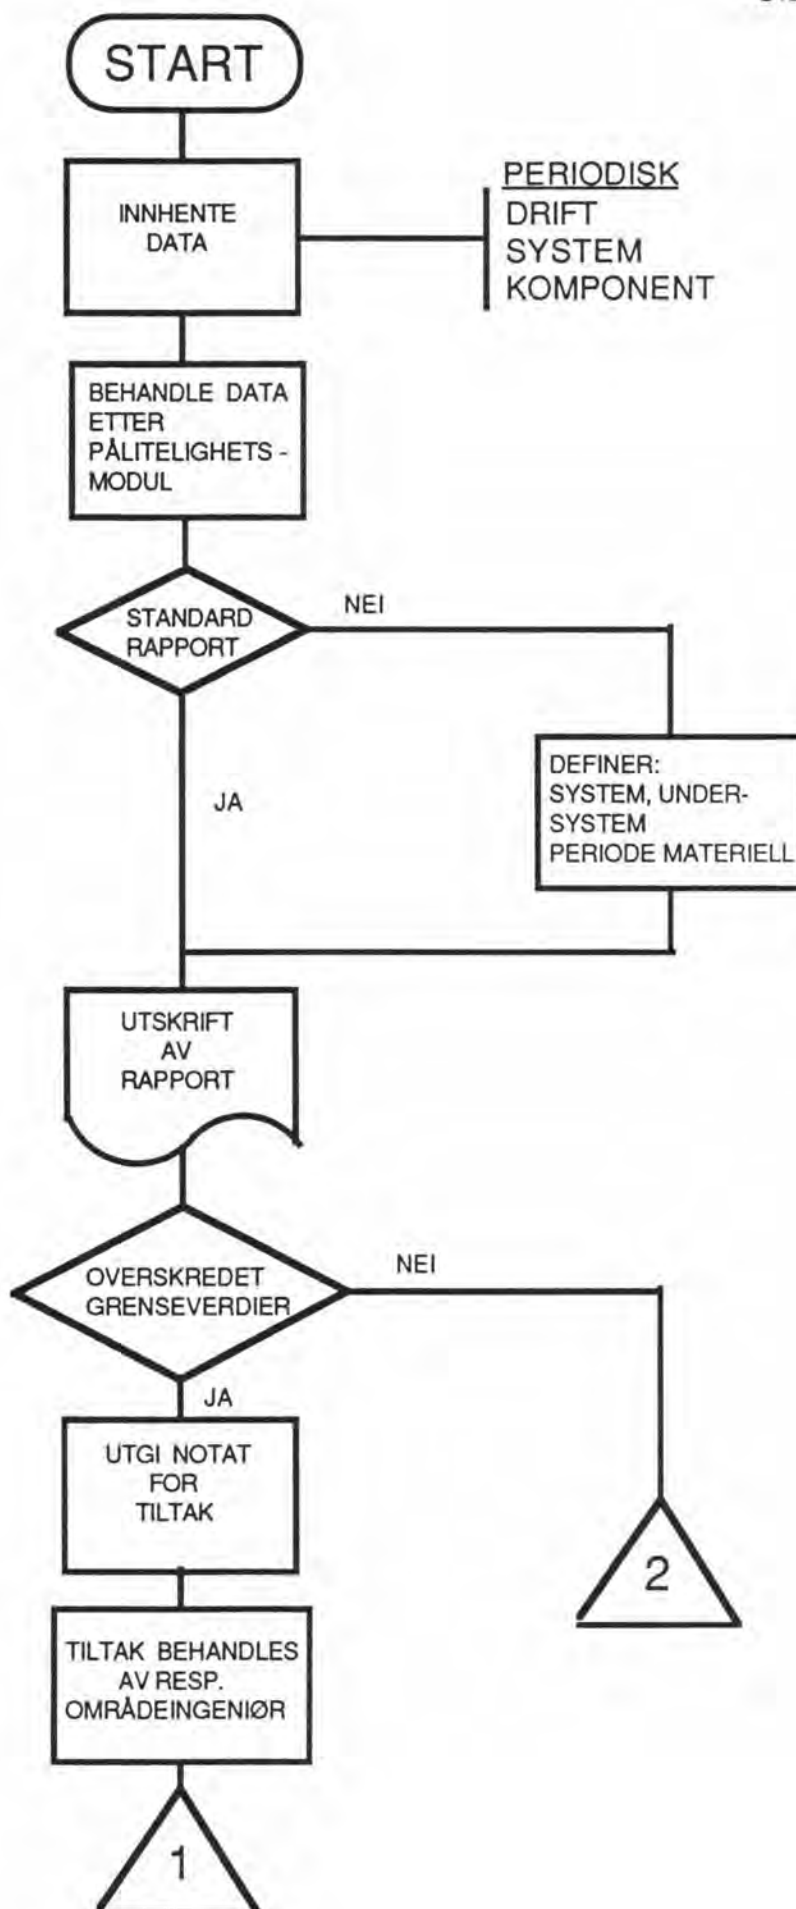 START
INNHENTE
DATA
PERIODISK
DRIFT
SYSTEM
KOMPONENT
BEHANDLE DATA
ETTER
PÅLITELIGHETS -
MODUL
STANDARD
RAPPORT
NEI
JA
DEFINER:
SYSTEM, UNDER-
SYSTEM
PERIODE MATERIELL
UTSKRIFT
AV
RAPPORT
OVERSKREDET
GRENSEVERDIER
NEI
JA
UTGI NOTAT
FOR
TILTAK
2
TILTAK BEHANDLES
AV RESP.
OMRÅDEINGENIØR
1